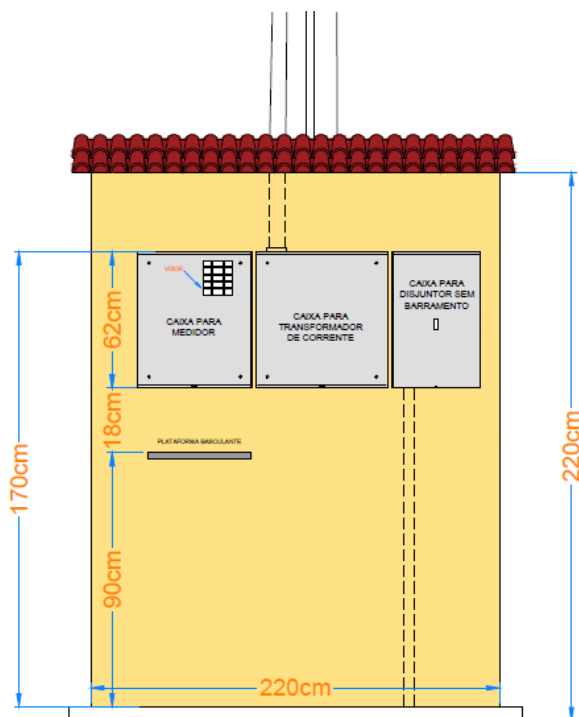 VISOR
CAIXA PARA
MEDIDOR
CAIXA PARA
TRANSFORMADOR
DE CORRENTE
CAIXA PARA
DISJUNTOR SEM
BARRAMENTO
62cm
18cm
PLATAFORMA BASCULANTE
170cm
90cm
220cm
220cm